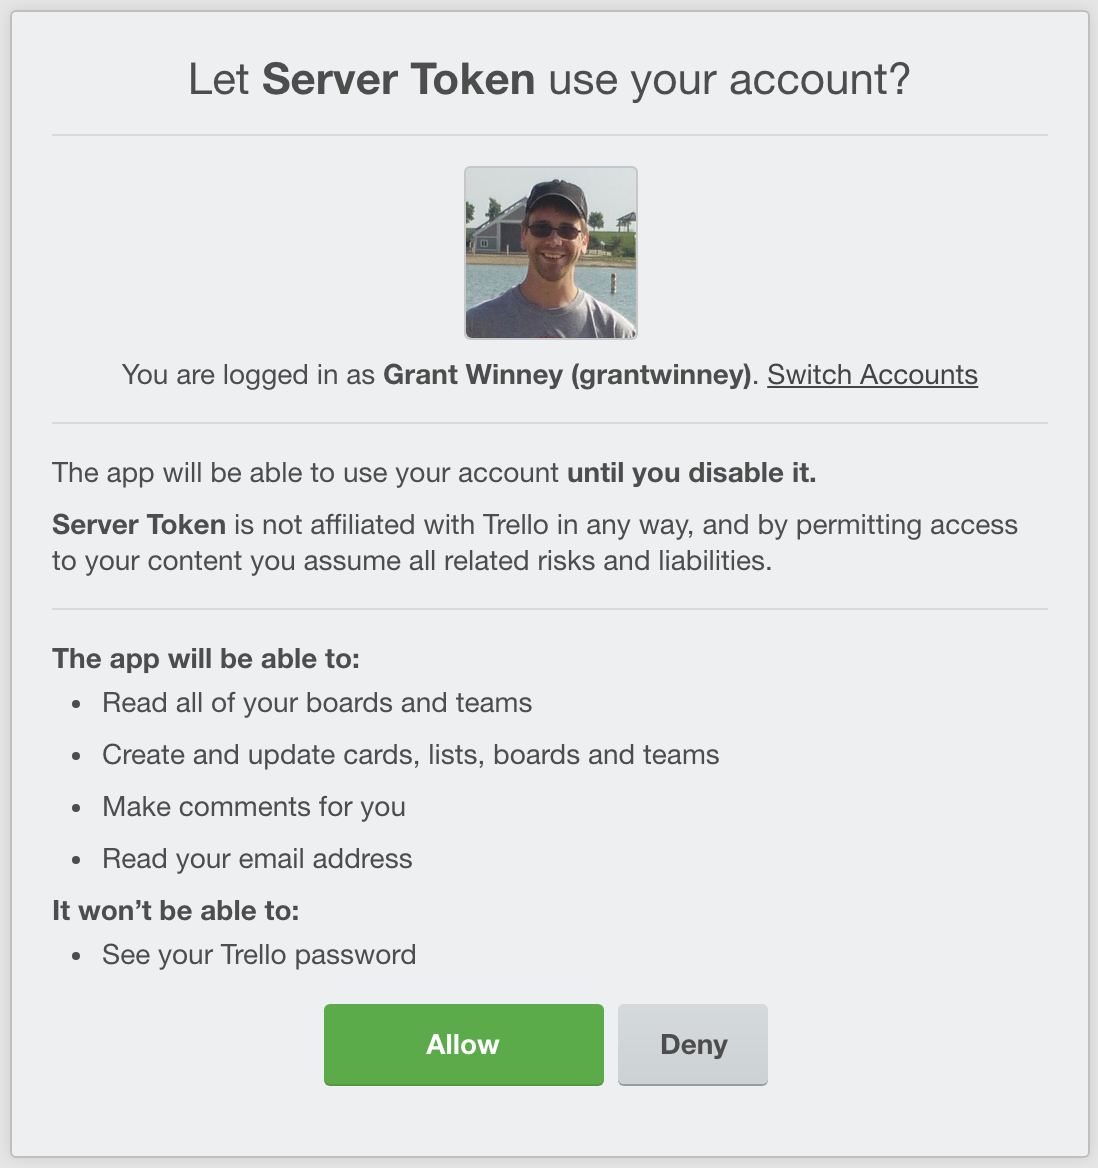 Let Server Token use your account?
You are logged in as Grant Winney (grantwinney). Switch Accounts
The app will be able to use your account until you disable it.
Server Token is not affiliated with Trello in any way, and by permitting access
to your content you assume all related risks and liabilities.
The app will be able to:
• Read all of your boards and teams
• Create and update cards, lists, boards and teams
• Make comments for you
• Read your email address
It won’t be able to:
• See your Trello password
Allow Deny